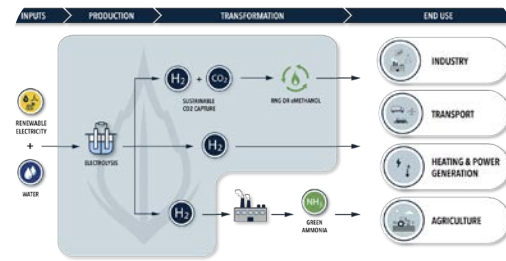 INPUTS
PRODUCTION
TRANSFORMATION
END USE
RENEWABLE
ELECTRICITY
+
WATER
ELECTROLYSIS
H₂ + CO₂
SUSTAINABLE
CO2 CAPTURE
RNG OR eMETHANOL
H₂
H₂
NH₃
GREEN
AMMONIA
INDUSTRY
TRANSPORT
HEATING & POWER
GENERATION
AGRICULTURE